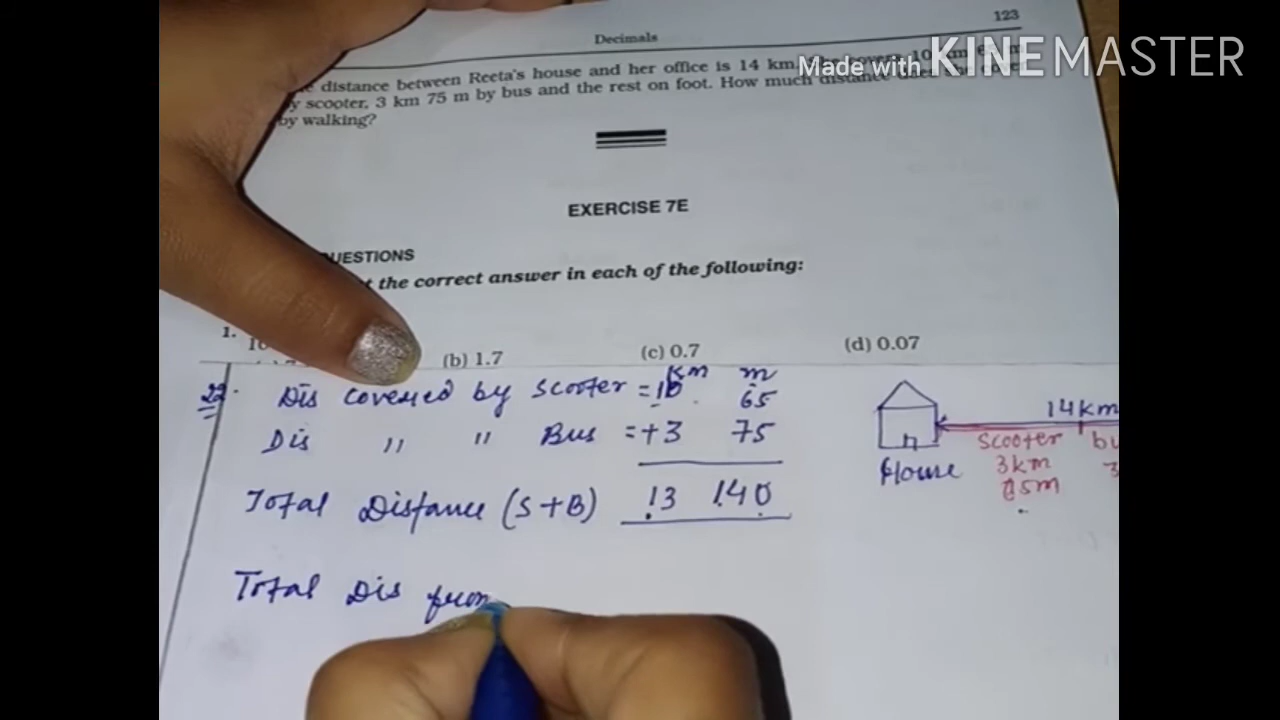 123
Decimals
Made with KINEMASTER
distance between Reeta's house and her office is 14 km.
scooter, 3 km 75 m by bus and the rest on foot. How much distance
by walking?
EXERCISE 7E
QUESTIONS
the correct answer in each of the following:
1.
(b) 1.7 (c) 0.7 (d) 0.07
km m
22. Dis covered by Scooter = 10 65
Dis " " Bus = +3 75
Total Distance (S+B) 13 140
Total Dis from
14km
Scooter
3km
House